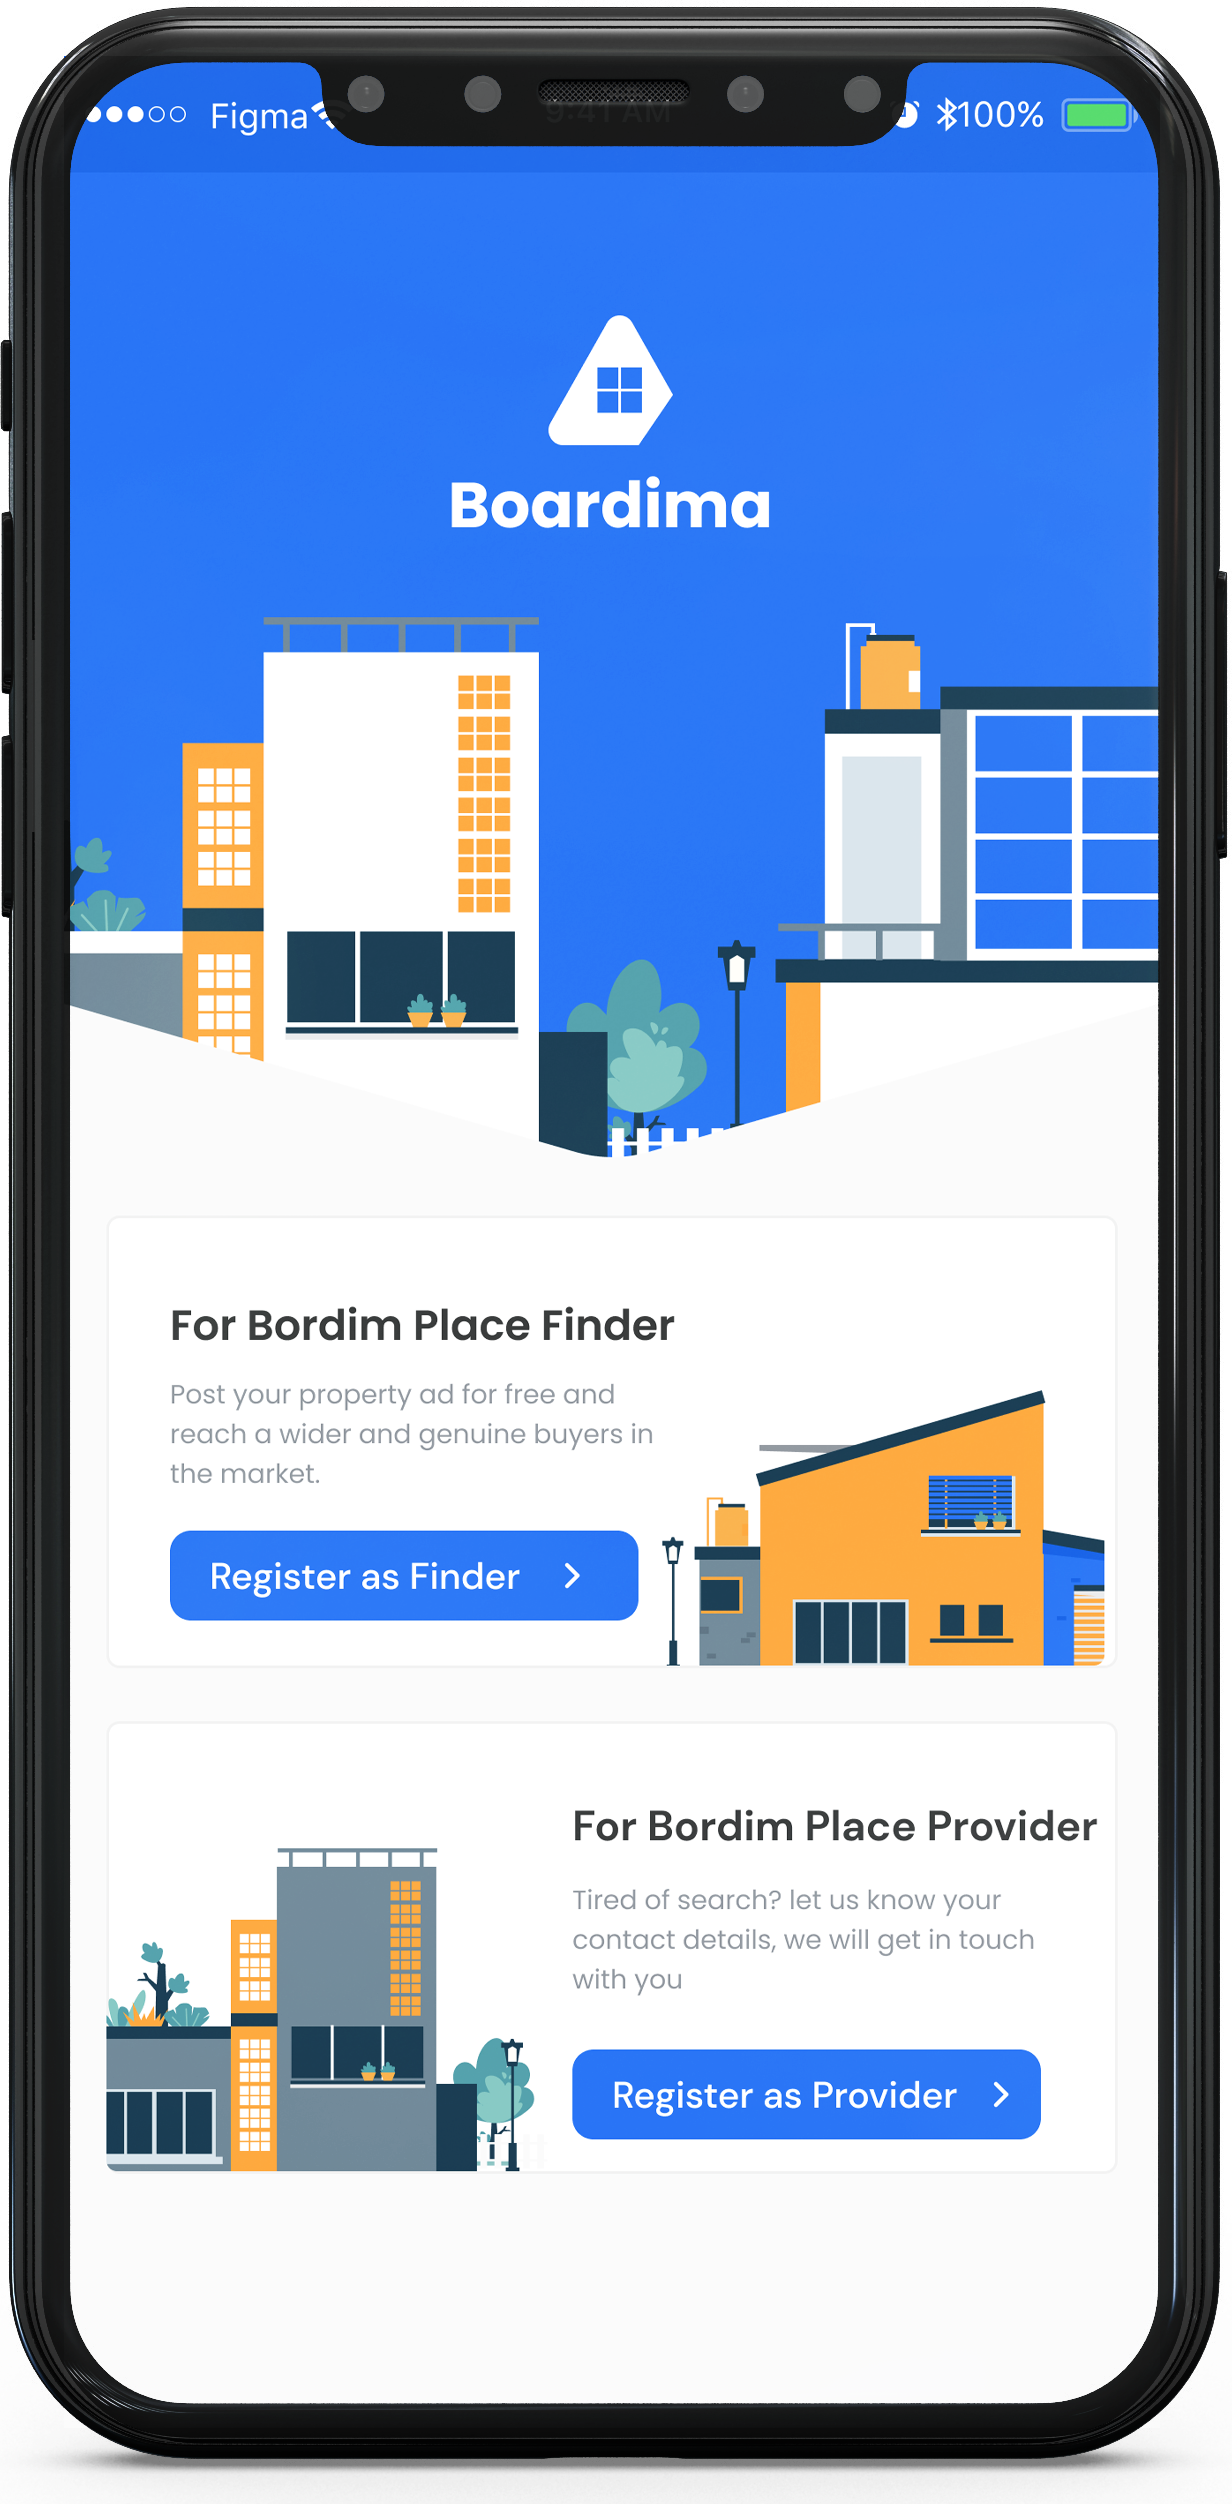 Figma 9:41 AM 100%
Boardima
For Bordim Place Finder
Post your property ad for free and
reach a wider and genuine buyers in
the market.
Register as Finder
For Bordim Place Provider
Tired of search? let us know your
contact details, we will get in touch
with you
Register as Provider